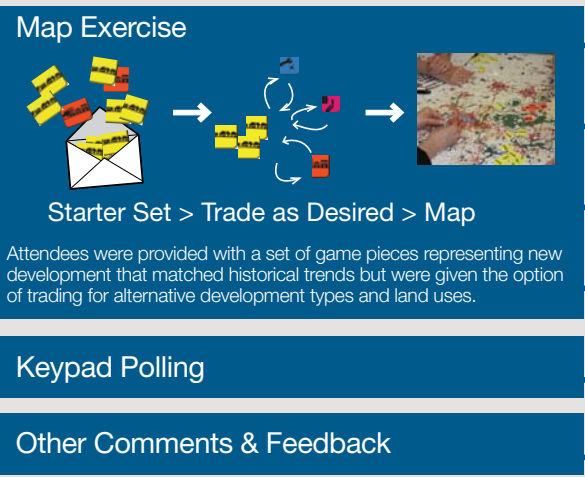 Map Exercise
Starter Set > Trade as Desired > Map
Attendees were provided with a set of game pieces representing new
development that matched historical trends but were given the option
of trading for alternative development types and land uses.
Keypad Polling
Other Comments & Feedback